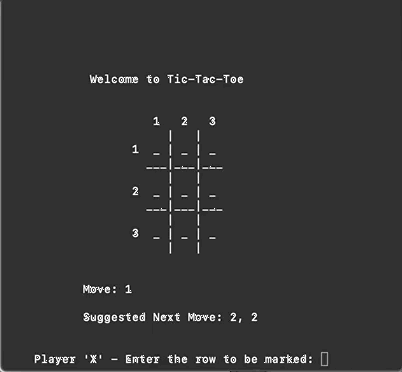 Welcome to Tic-Tac-Toe
1 2 3
1 _ | _ | _
2 _ | _ | _
3 _ | _ | _
Move: 1
Suggested Next Move: 2, 2
Player 'X' - Enter the row to be marked: